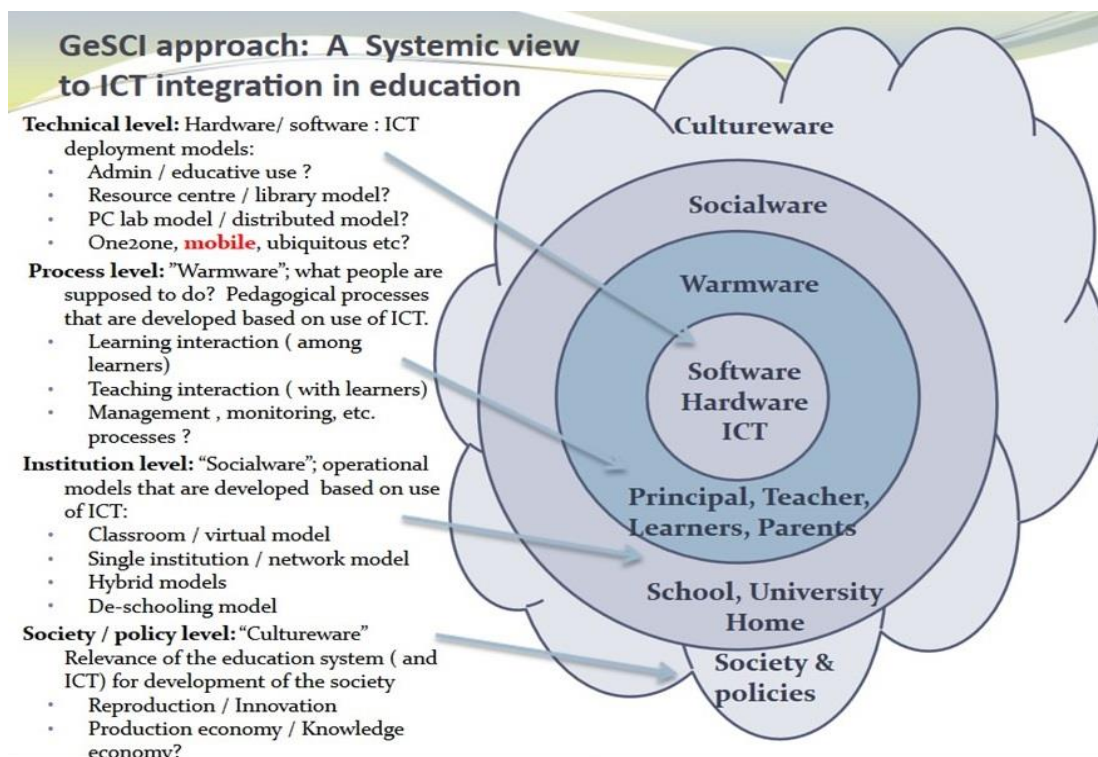 GeSCI approach: A Systemic view
to ICT integration in education
Technical level: Hardware/ software : ICT
deployment models:
• Admin / educative use ?
• Resource centre / library model?
• PC lab model / distributed model?
• One2one, mobile, ubiquitous etc?
Process level: ”Warmware”; what people are
supposed to do? Pedagogical processes
that are developed based on use of ICT.
• Learning interaction ( among
learners)
• Teaching interaction ( with learners)
• Management , monitoring, etc.
processes ?
Institution level: “Socialware”; operational
models that are developed based on use
of ICT:
• Classroom / virtual model
• Single institution / network model
• Hybrid models
• De-schooling model
Society / policy level: “Cultureware”
Relevance of the education system ( and
ICT) for development of the society
• Reproduction / Innovation
• Production economy / Knowledge
economy?
Cultureware
Socialware
Warmware
Software
Hardware
ICT
Principal, Teacher,
Learners, Parents
School, University
Home
Society &
policies